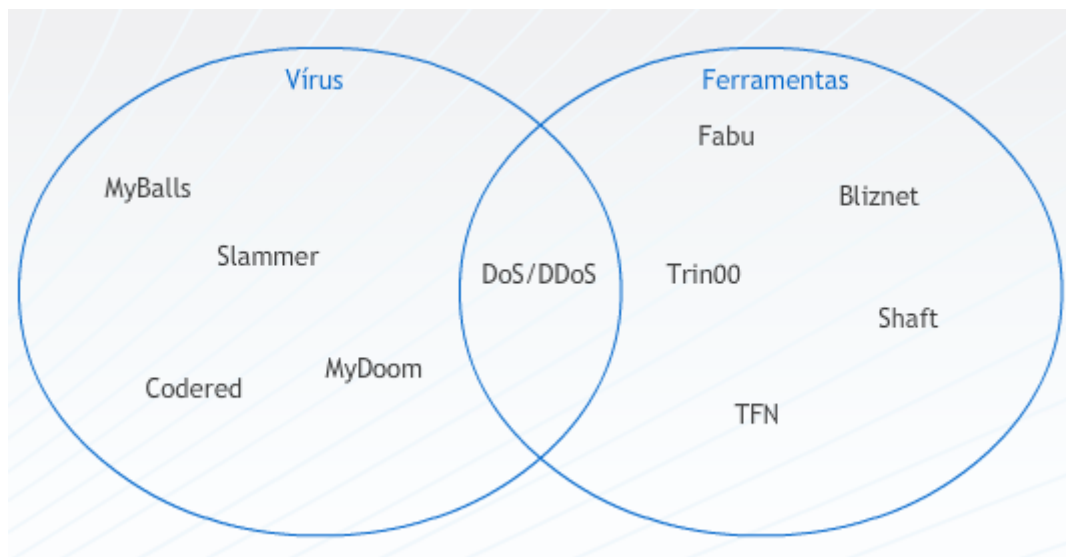 Vírus
MyBalls
Slammer
Codered
MyDoom
DoS/DDoS
Ferramentas
Fabu
Bliznet
Trin00
Shaft
TFN